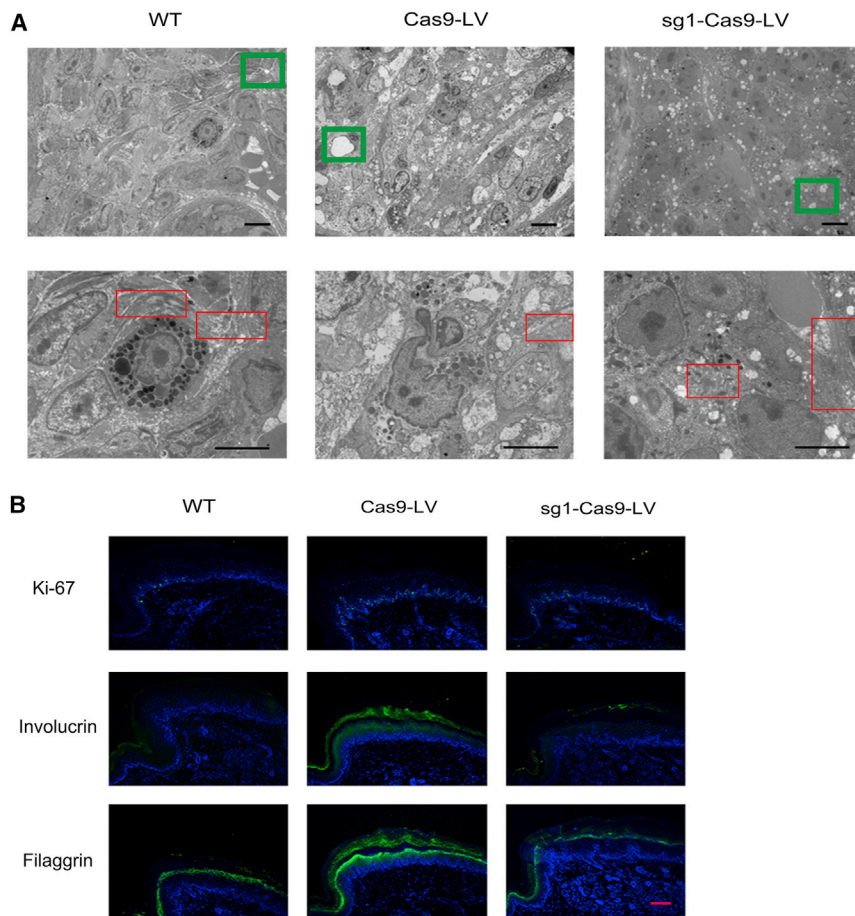 A
WT Cas9-LV sg1-Cas9-LV
B
WT Cas9-LV sg1-Cas9-LV
Ki-67
Involucrin
Filaggrin